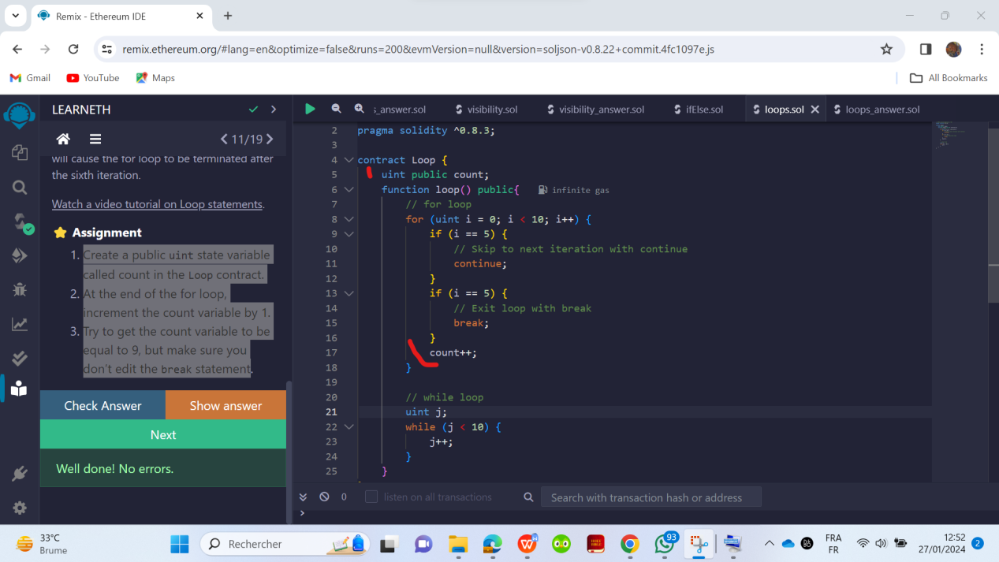 Remix - Ethereum IDE
remix.ethereum.org/#lang=en&optimize=false&runs=200&evmVersion=null&version=soljson-v0.8.22+commit.4fc1097e.js
Gmail
YouTube
Maps
All Bookmarks
LEARNETH
11/19
will cause the for loop to be terminated after
the sixth iteration.
Watch a video tutorial on Loop statements.
Assignment
1. Create a public uint state variable
called count in the Loop contract.
2. At the end of the for loop,
increment the count variable by 1.
3. Try to get the count variable to be
equal to 9, but make sure you
don't edit the break statement.
Check Answer
Show answer
Next
Well done! No errors.
s_answer.sol
visibility.sol
visibility_answer.sol
ifElse.sol
loops.sol
loops_answer.sol
2 pragma solidity ^0.8.3;
3
4 contract Loop {
5 uint public count;
6 function loop() public{ infinite gas
7 // for loop
8 for (uint i = 0; i < 10; i++) {
9 if (i == 5) {
10 // Skip to next iteration with continue
11 continue;
12 }
13 if (i == 5) {
14 // Exit loop with break
15 break;
16 }
17 count++;
18 }
19
20 // while loop
21 uint j;
22 while (j < 10) {
23 j++;
24 }
25 }
0
listen on all transactions
Search with transaction hash or address
>
33°C
Brume
Rechercher
HOLY BIBLE
93
FRA
FR
12:52
27/01/2024
2